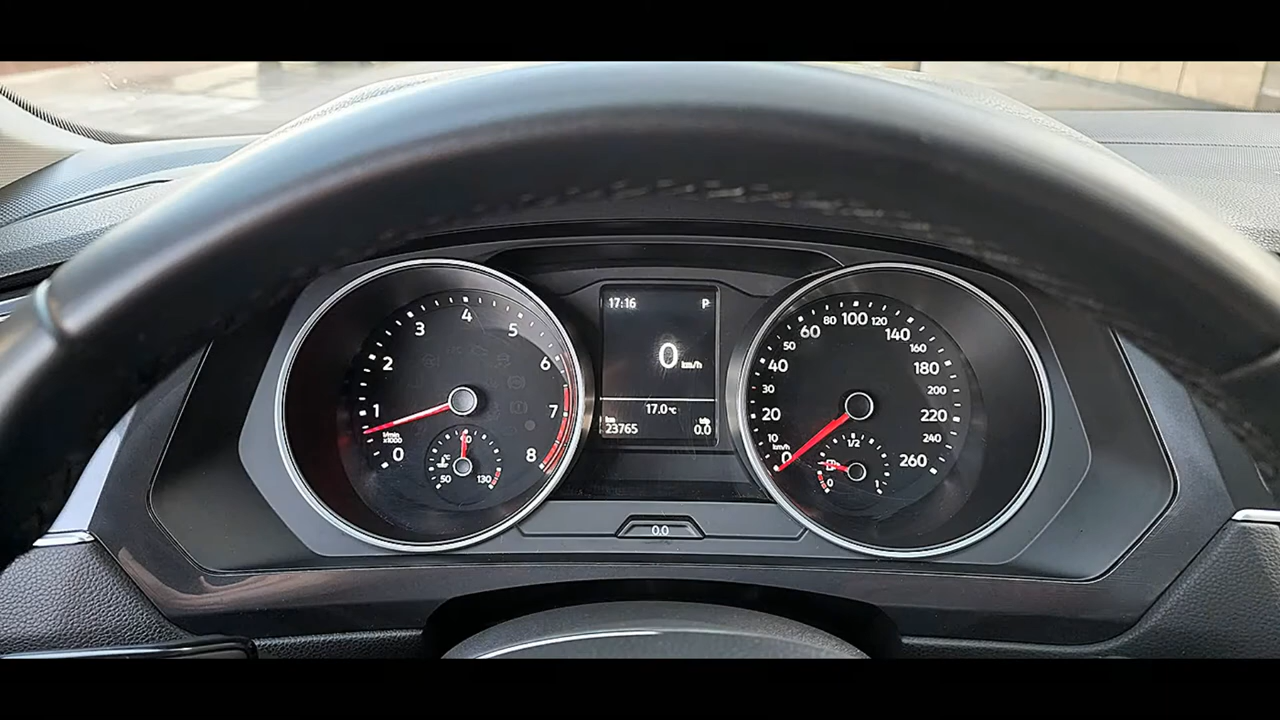 17:16 P
0 km/h
17.0°C
km
23765 0.0
0 1 2 3 4 5 6 7 8
1/min
x1000
50 90 130
°C
0 10 20 30 40 50 60 80 100 120 140 160 180 200 220 240 260
km/h
0 1/2 1
0.0